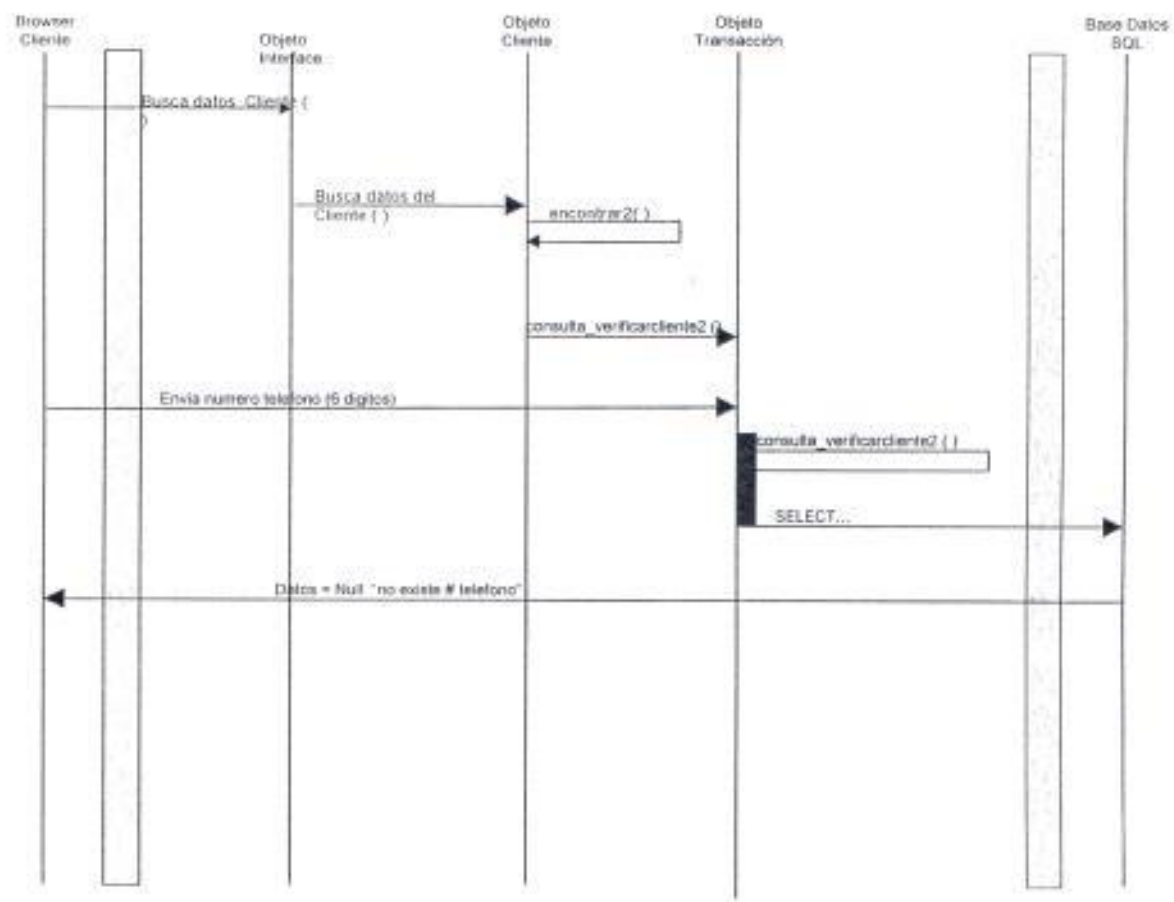 Browser
Cliente
Objeto
Interface
Objeto
Cliente
Objeto
Transacción
Base Datos
SQL
Busca datos Cliente (
)
Busca datos del
Cliente ( )
encontrar2( )
consulta_verificarcliente2 ()
Envia numero telefono (6 digitos)
consulta_verificarcliente2 ( )
SELECT...
Datos = Null "no existe # telefono"